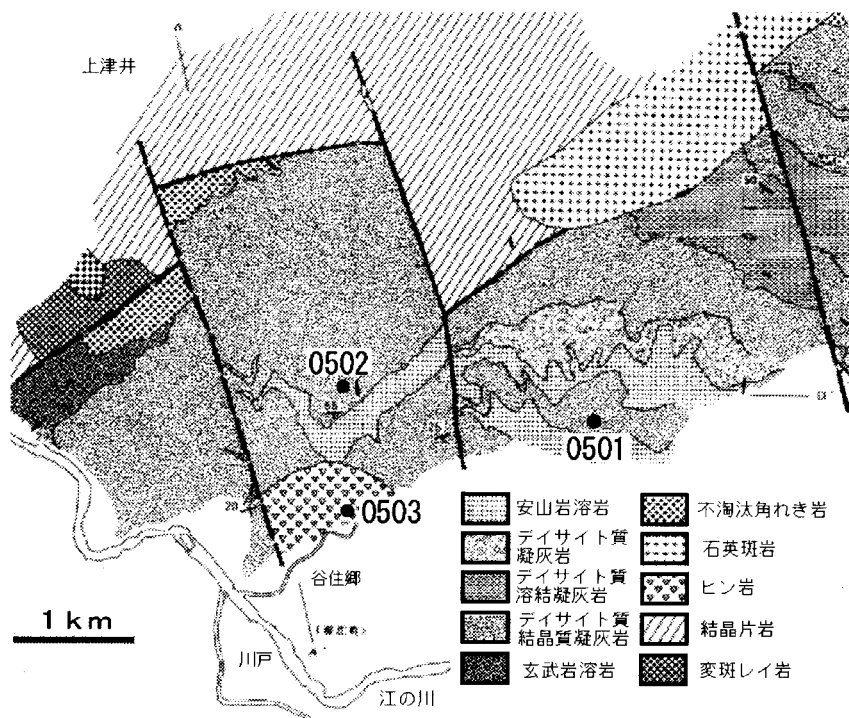 上津井
0502
0501
0503
安山岩溶岩
デイサイト質
凝灰岩
デイサイト質
溶結凝灰岩
デイサイト質
結晶質凝灰岩
玄武岩溶岩
不淘汰角れき岩
石英斑岩
ヒン岩
結晶片岩
変斑レイ岩
谷住郷
1 km
川戸
江の川